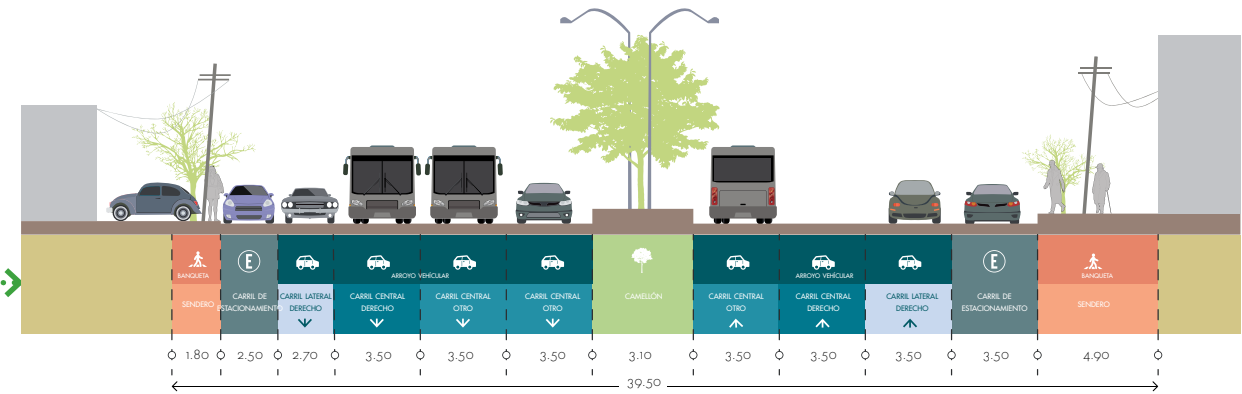 E
E
BANQUETA
ARROYO VEHÍCULAR
ARROYO VEHÍCULAR
BANQUETA
SENDERO
CARRIL DE
ESTACIONAMIENTO
CARRIL LATERAL
DERECHO
CARRIL CENTRAL
DERECHO
CARRIL CENTRAL
OTRO
CARRIL CENTRAL
OTRO
CAMELLÓN
CARRIL CENTRAL
OTRO
CARRIL CENTRAL
DERECHO
CARRIL LATERAL
DERECHO
CARRIL DE
ESTACIONAMIENTO
SENDERO
1.80 2.50 2.70 3.50 3.50 3.50 3.10 3.50 3.50 3.50 3.50 4.90
39.50